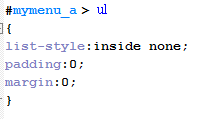 #mymenu_a > ul
{
list-style:inside none;
padding:0;
margin:0;
}